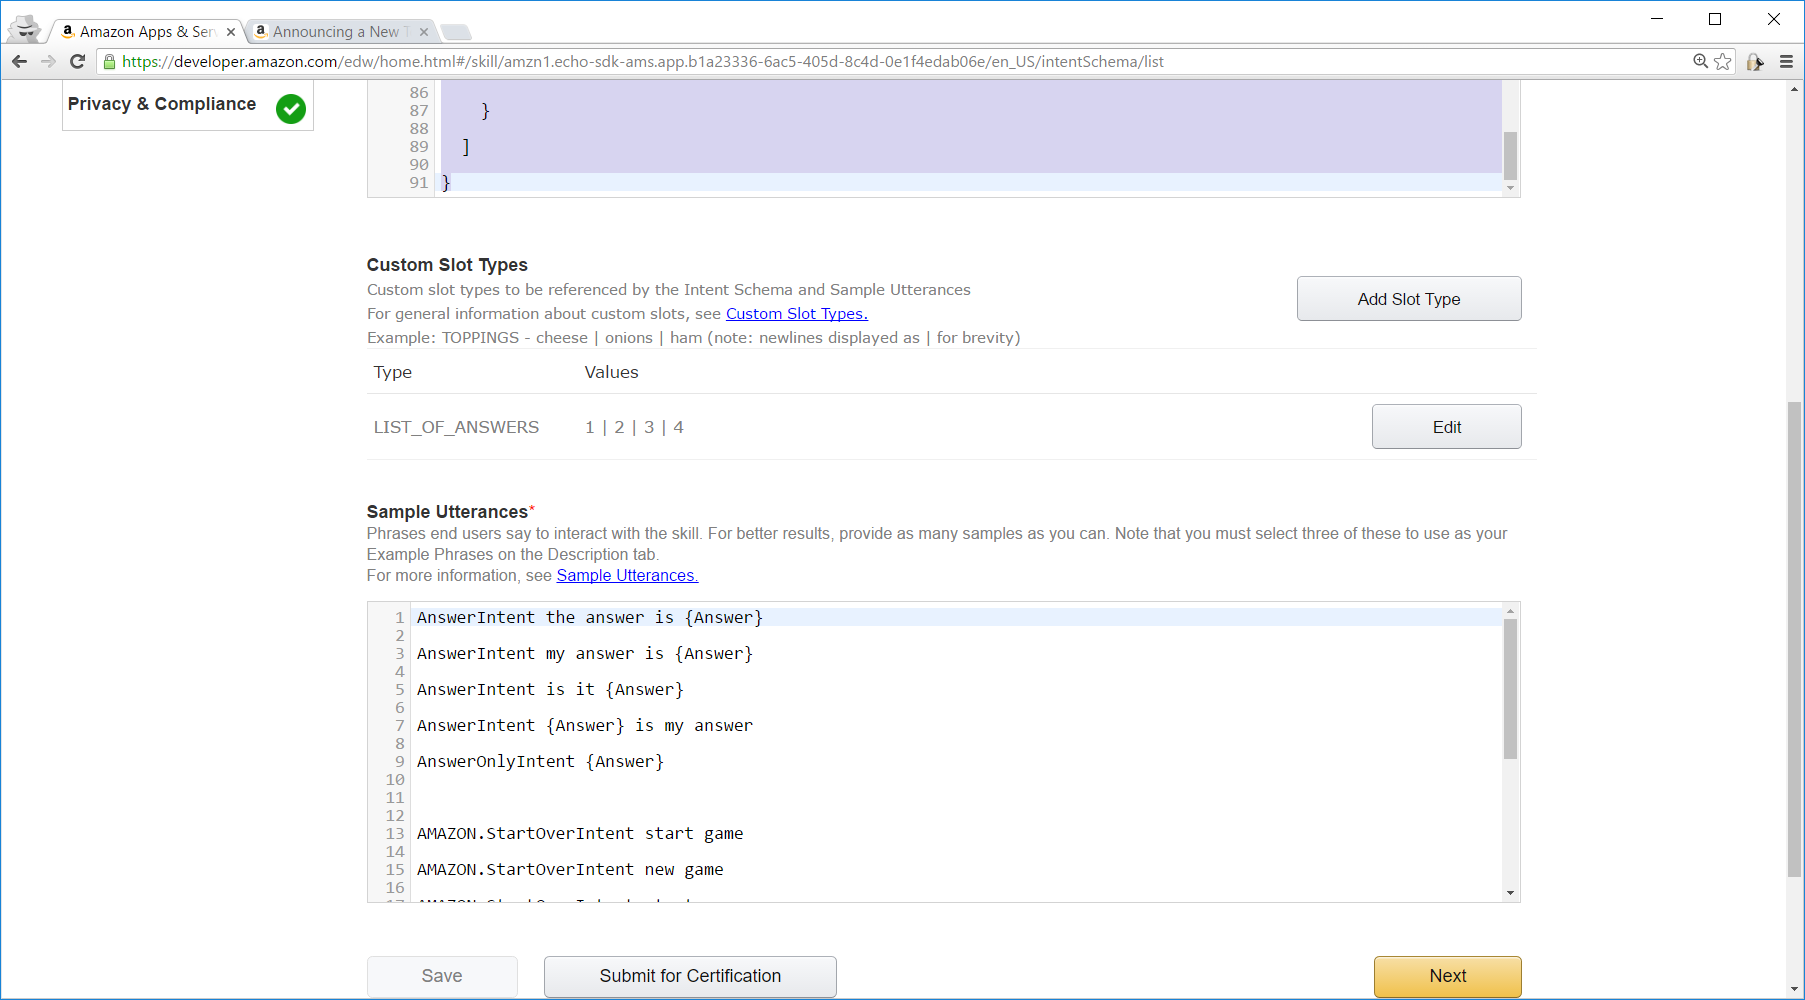 Amazon Apps & Ser
Announcing a New T
https://developer.amazon.com/edw/home.html#/skill/amzn1.echo-sdk-ams.app.b1a23336-6ac5-405d-8c4d-0e1f4edab06e/en_US/intentSchema/list
Privacy & Compliance
86
87 }
88
89 ]
90
91 }
Custom Slot Types
Custom slot types to be referenced by the Intent Schema and Sample Utterances
For general information about custom slots, see Custom Slot Types.
Example: TOPPINGS - cheese | onions | ham (note: newlines displayed as | for brevity)
Add Slot Type
Type Values
LIST_OF_ANSWERS 1 | 2 | 3 | 4 Edit
Sample Utterances*
Phrases end users say to interact with the skill. For better results, provide as many samples as you can. Note that you must select three of these to use as your
Example Phrases on the Description tab.
For more information, see Sample Utterances.
1 AnswerIntent the answer is {Answer}
2
3 AnswerIntent my answer is {Answer}
4
5 AnswerIntent is it {Answer}
6
7 AnswerIntent {Answer} is my answer
8
9 AnswerOnlyIntent {Answer}
10
11
12
13 AMAZON.StartOverIntent start game
14
15 AMAZON.StartOverIntent new game
16
Save Submit for Certification Next